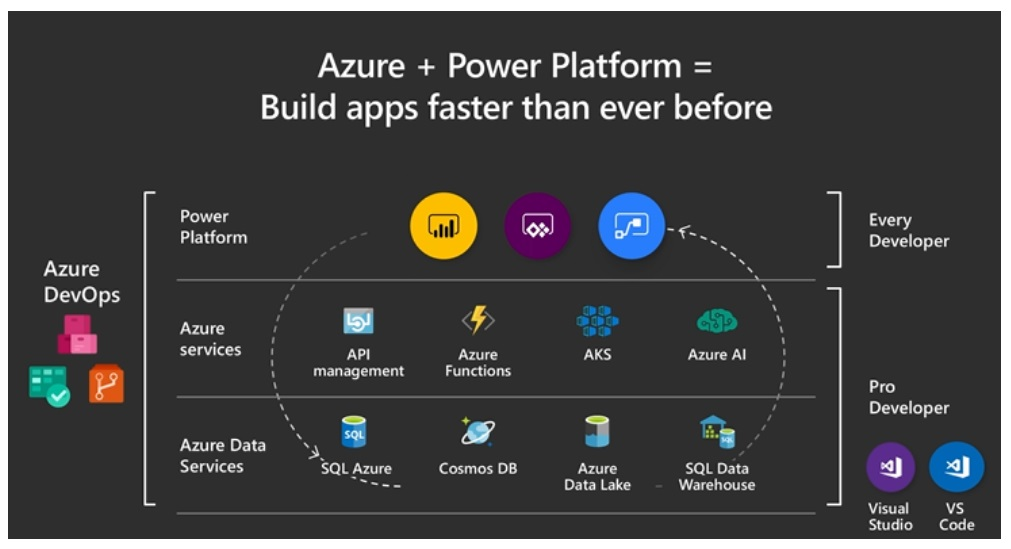 Azure + Power Platform =
Build apps faster than ever before
Azure
DevOps
Power
Platform
Every
Developer
Azure
services
API
management
Azure
Functions
AKS
Azure AI
Azure Data
Services
SQL
SQL Azure
Cosmos DB
Azure
Data Lake
SQL
SQL Data
Warehouse
Pro
Developer
Visual
Studio
VS
Code